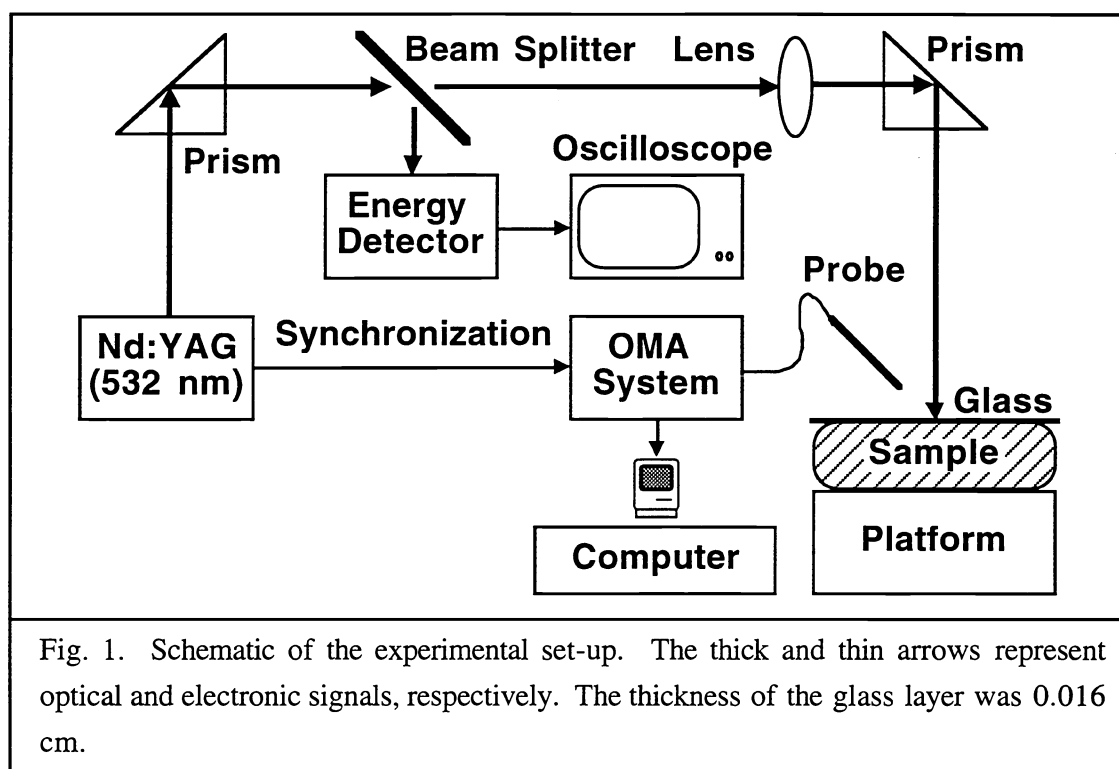 Beam Splitter
Lens
Prism
Prism
Oscilloscope
Energy
Detector
Probe
Nd:YAG
(532 nm)
Synchronization
OMA
System
Glass
Sample
Platform
Computer
Fig. 1. Schematic of the experimental set-up. The thick and thin arrows represent
optical and electronic signals, respectively. The thickness of the glass layer was 0.016
cm.